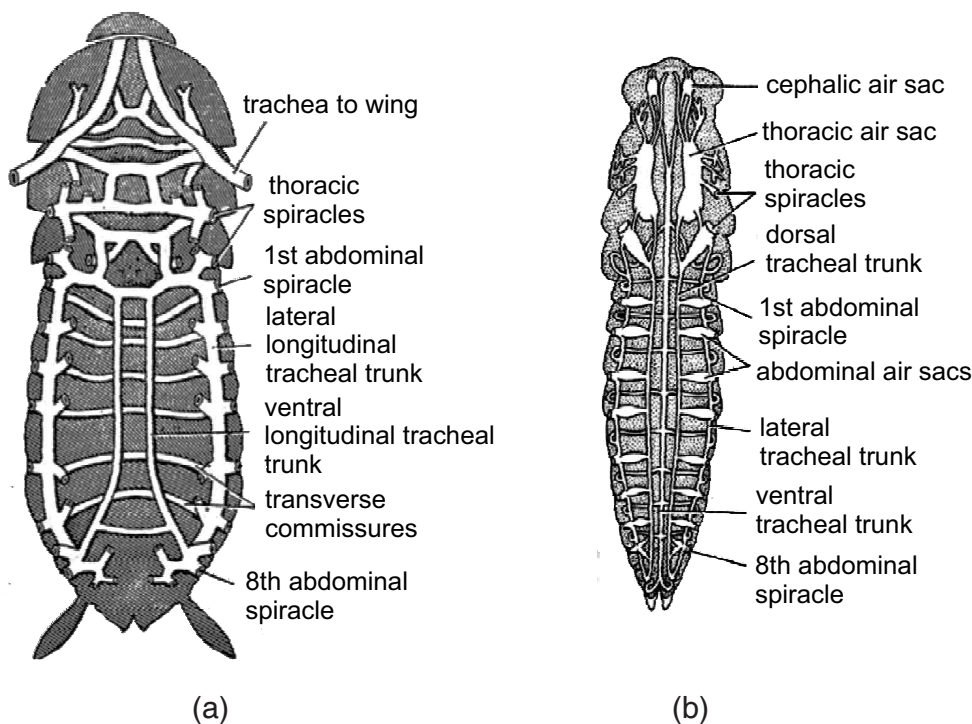 trachea to wing
thoracic
spiracles
1st abdominal
spiracle
lateral
longitudinal
tracheal trunk
ventral
longitudinal tracheal
trunk
transverse
commissures
8th abdominal
spiracle
(a)
cephalic air sac
thoracic air sac
thoracic
spiracles
dorsal
tracheal trunk
1st abdominal
spiracle
abdominal air sacs
lateral
tracheal trunk
ventral
tracheal trunk
8th abdominal
spiracle
(b)